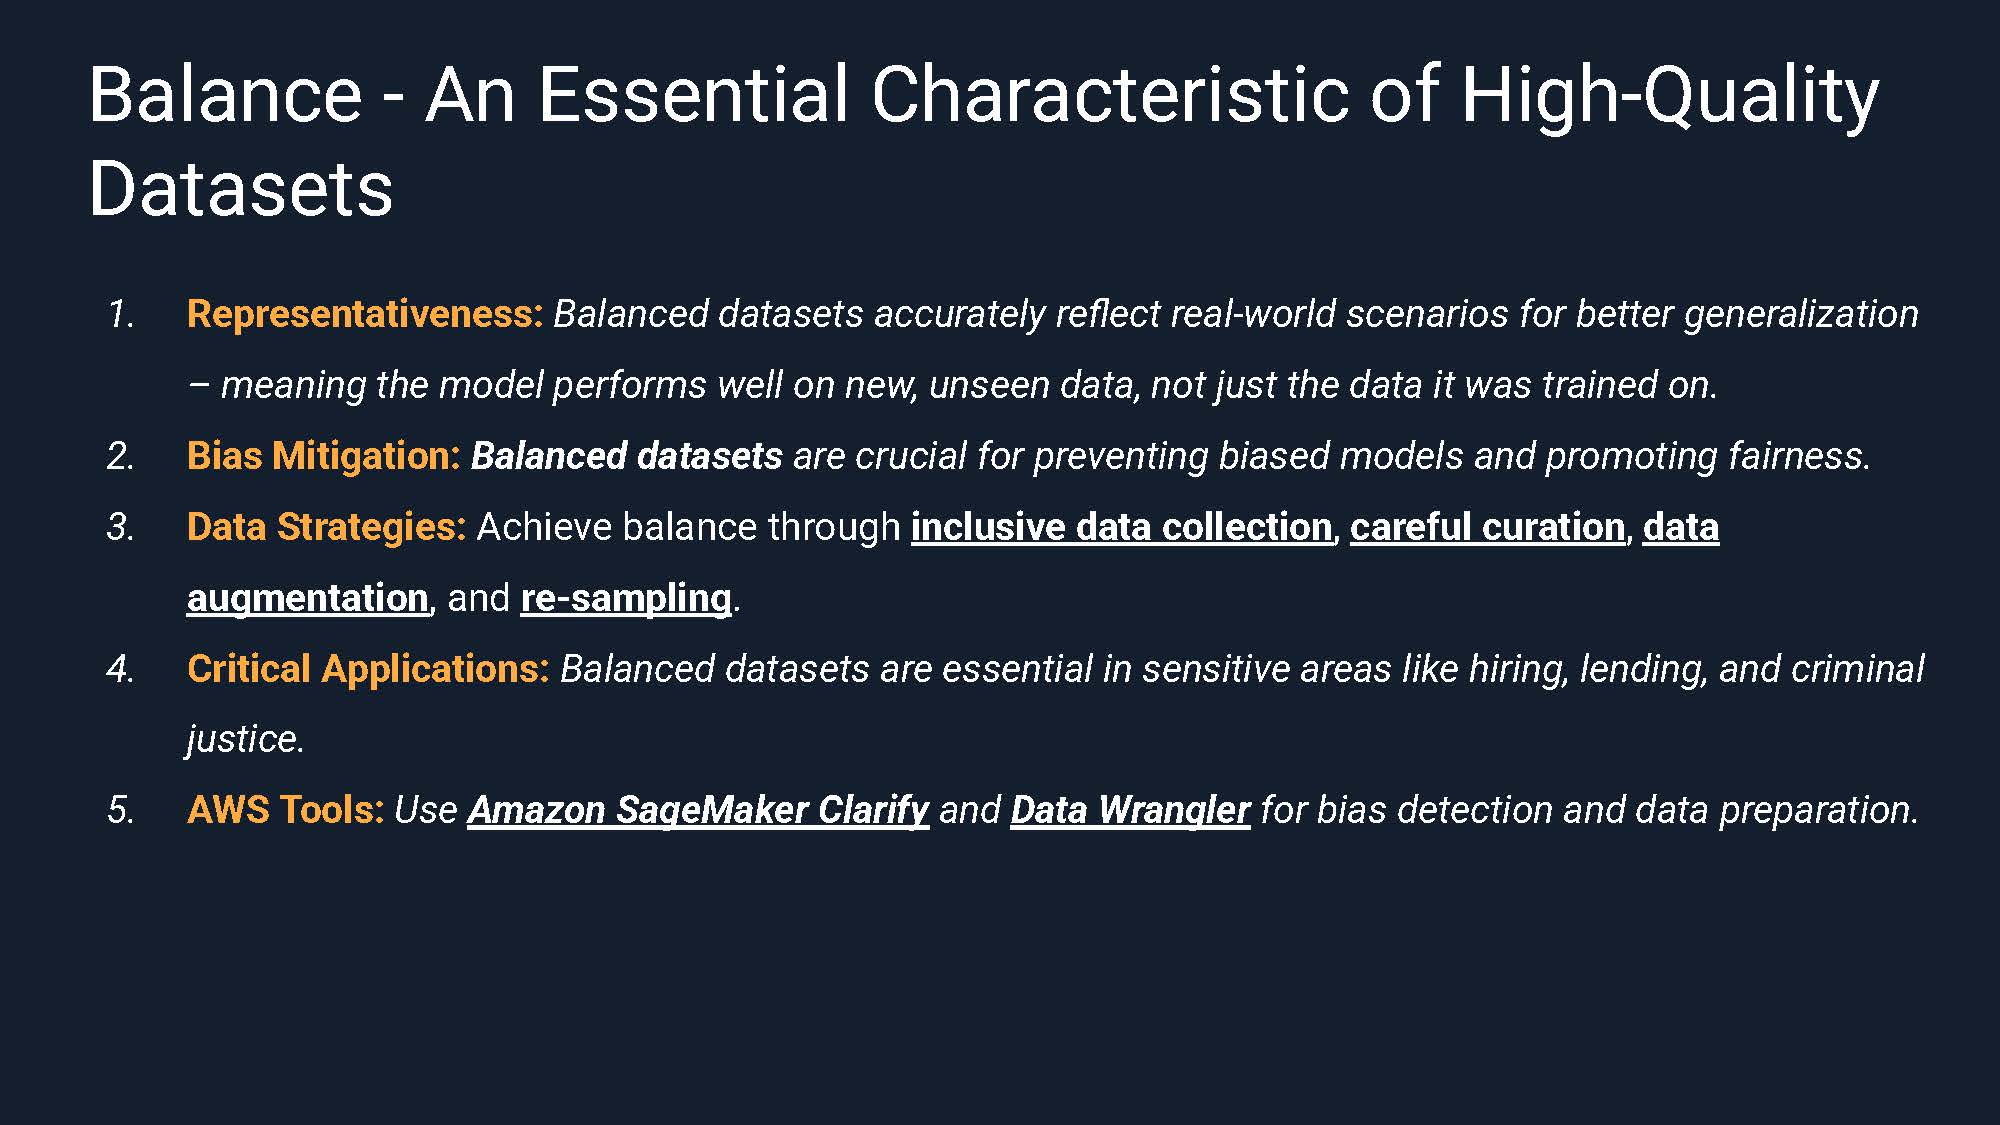 Balance - An Essential Characteristic of High-Quality
Datasets
1. Representativeness: Balanced datasets accurately reflect real-world scenarios for better generalization
– meaning the model performs well on new, unseen data, not just the data it was trained on.
2. Bias Mitigation: Balanced datasets are crucial for preventing biased models and promoting fairness.
3. Data Strategies: Achieve balance through inclusive data collection, careful curation, data
augmentation, and re-sampling.
4. Critical Applications: Balanced datasets are essential in sensitive areas like hiring, lending, and criminal
justice.
5. AWS Tools: Use Amazon SageMaker Clarify and Data Wrangler for bias detection and data preparation.